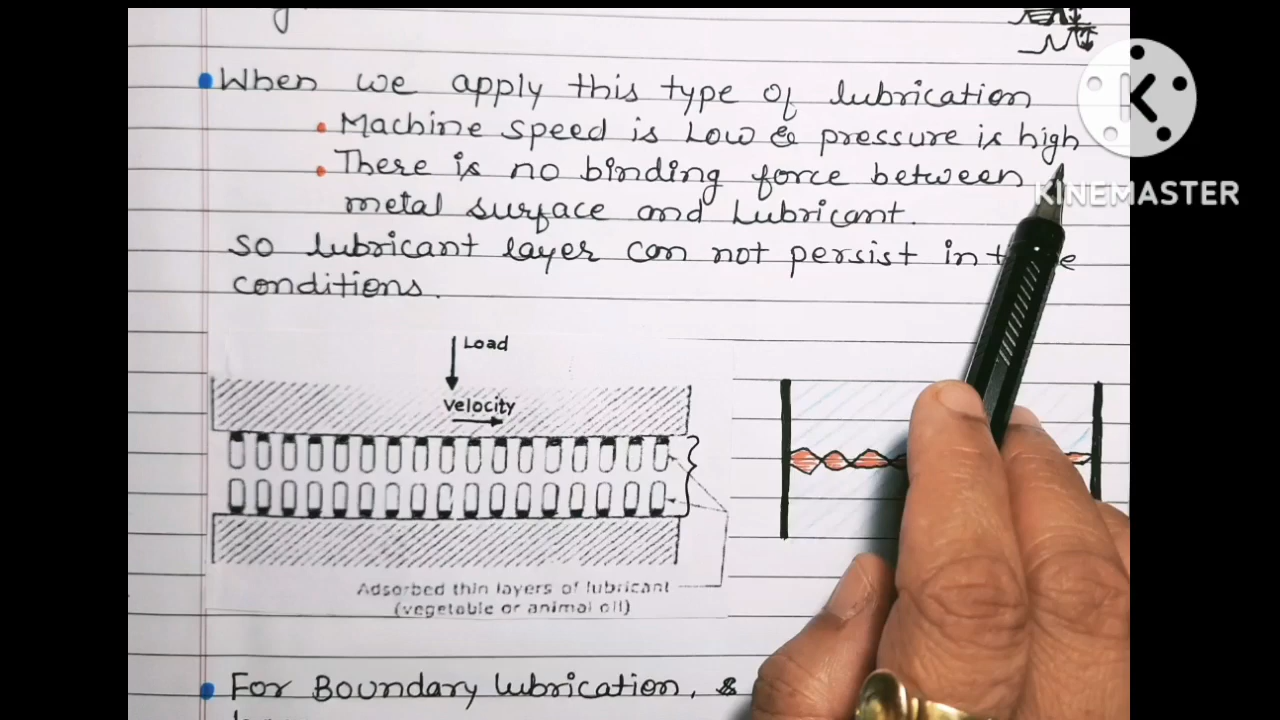 When we apply this type of lubrication
Machine speed is Low & pressure is high
There is no binding force between
metal surface and Lubricant.
So lubricant layer can not persist in
conditions.
Load
Velocity
Adsorbed thin layers of lubricant
(vegetable or animal oil)
For Boundary lubrication,
K
KINEMASTER